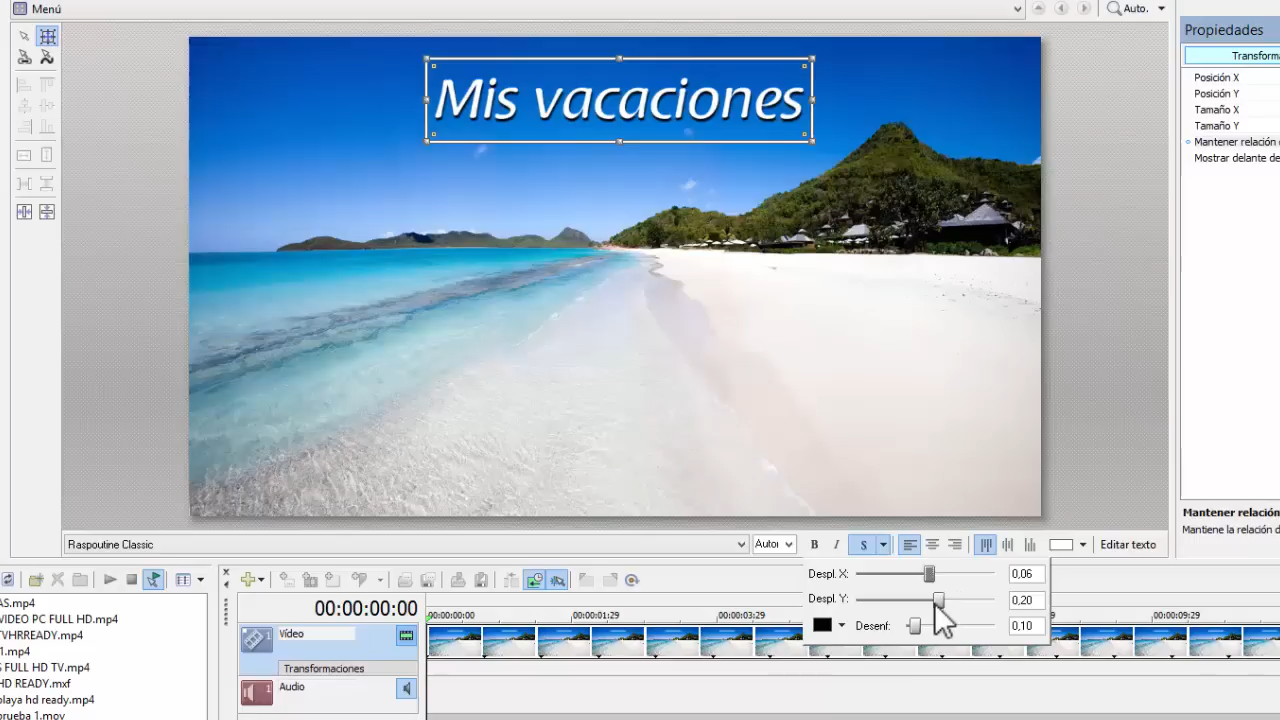 Menú
Auto.
Propiedades
Transforma
Posición X
Posición Y
Tamaño X
Tamaño Y
Mantener relación d
Mostrar delante de
Mis vacaciones
Mantener relación
Mantiene la relación d
Raspoutine Classic
Auton
B I S
Editar texto
Despl. X:
0,06
Despl. Y:
0,20
Desenf:
0,10
00:00:00:00
00:00:00:00
00:00:01:29
00:00:03:29
00:00:09:29
Vídeo
1
Transformaciones
Audio
1
AS.mp4
VIDEO PC FULL HD.mp4
TVHRREADY.mp4
1.mp4
S FULL HD TV.mp4
HD READY.mxf
playa hd ready.mp4
prueba 1.mov